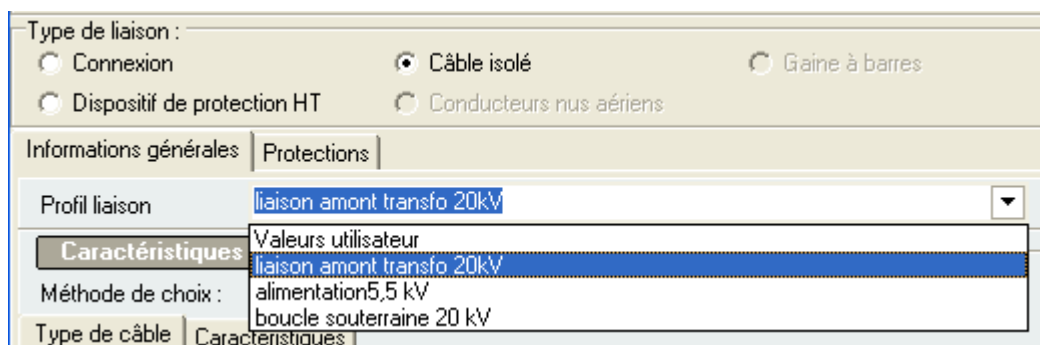 Type de liaison :
Connexion Câble isolé Gaine à barres
Dispositif de protection HT Conducteurs nus aériens
Informations générales Protections
Profil liaison liaison amont transfo 20kV
Valeurs utilisateur
Caractéristiques
liaison amont transfo 20kV
Méthode de choix : alimentation5,5 kV
boucle souterraine 20 kV
Type de câble Caractéristiques